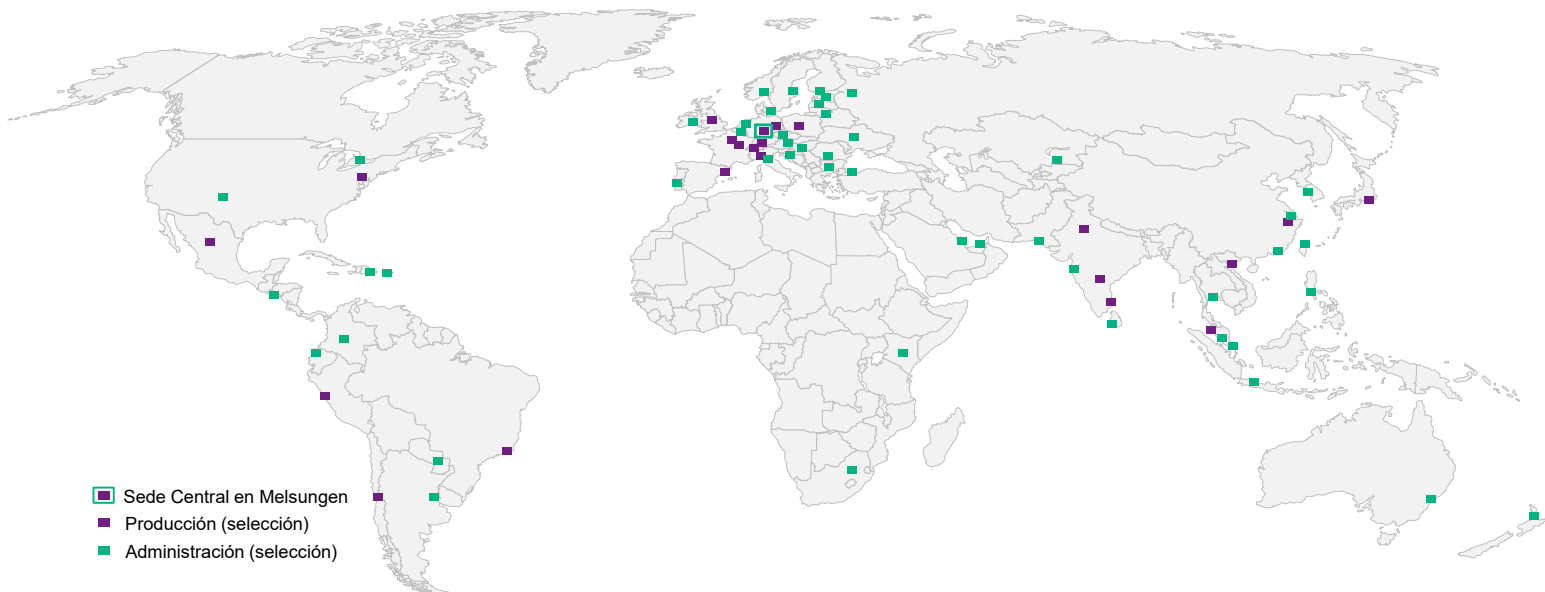 Sede Central en Melsungen
Producción (selección)
Administración (selección)